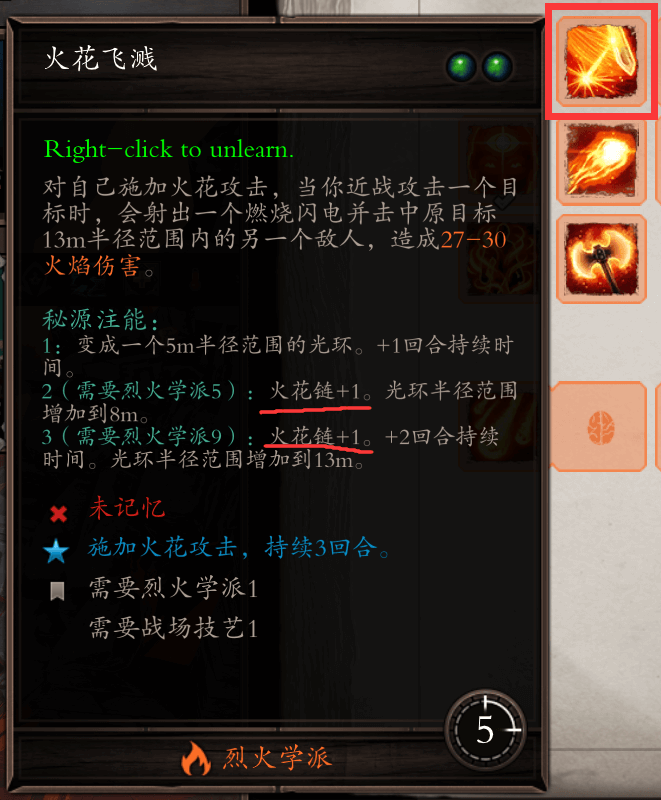 火花飞溅
Right-click to unlearn.
对自己施加火花攻击，当你近战攻击一个目
标时，会射出一个燃烧闪电并击中原目标
13m半径范围内的另一个敌人，造成27-30
火焰伤害。
秘源注能：
1：变成一个5m半径范围的光环。+1回合持续时
间。
2（需要烈火学派5）：火花链+1。光环半径范围
增加到8m。
3（需要烈火学派9）：火花链+1。+2回合持续
时间。光环半径范围增加到13m。
未记忆
施加火花攻击，持续3回合。
需要烈火学派1
需要战场技艺1
5
烈火学派